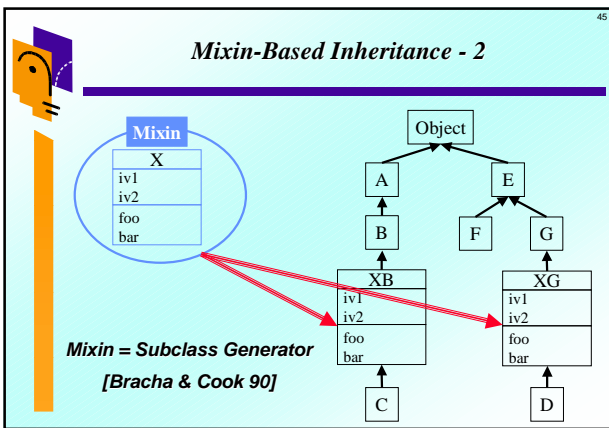 45
Mixin-Based Inheritance - 2
Mixin
X
iv1
iv2
foo
bar
Object
A
E
B
F
G
XB
iv1
iv2
foo
bar
XG
iv1
iv2
foo
bar
C
D
Mixin = Subclass Generator
[Bracha & Cook 90]